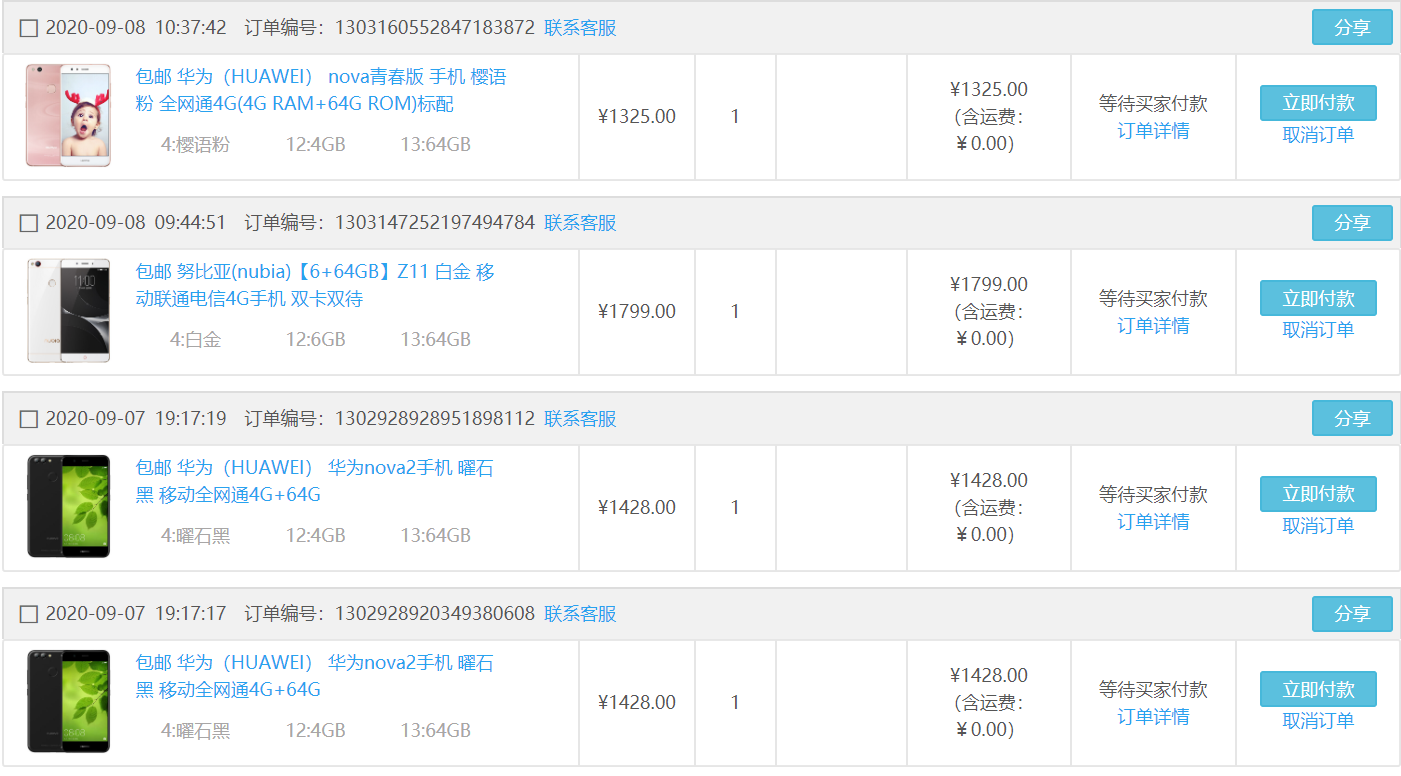 2020-09-08 10:37:42 订单编号：1303160552847183872 联系客服 分享
包邮 华为（HUAWEI） nova青春版 手机 樱语
粉 全网通4G(4G RAM+64G ROM)标配
4:樱语粉 12:4GB 13:64GB
¥1325.00
1
¥1325.00
(含运费：
￥0.00)
等待买家付款
订单详情
立即付款
取消订单
2020-09-08 09:44:51 订单编号：1303147252197494784 联系客服 分享
包邮 努比亚(nubia)【6+64GB】Z11 白金 移
动联通电信4G手机 双卡双待
4:白金 12:6GB 13:64GB
¥1799.00
1
¥1799.00
(含运费：
￥0.00)
等待买家付款
订单详情
立即付款
取消订单
2020-09-07 19:17:19 订单编号：1302928928951898112 联系客服 分享
包邮 华为（HUAWEI） 华为nova2手机 曜石
黑 移动全网通4G+64G
4:曜石黑 12:4GB 13:64GB
¥1428.00
1
¥1428.00
(含运费：
￥0.00)
等待买家付款
订单详情
立即付款
取消订单
2020-09-07 19:17:17 订单编号：1302928920349380608 联系客服 分享
包邮 华为（HUAWEI） 华为nova2手机 曜石
黑 移动全网通4G+64G
4:曜石黑 12:4GB 13:64GB
¥1428.00
1
¥1428.00
(含运费：
￥0.00)
等待买家付款
订单详情
立即付款
取消订单